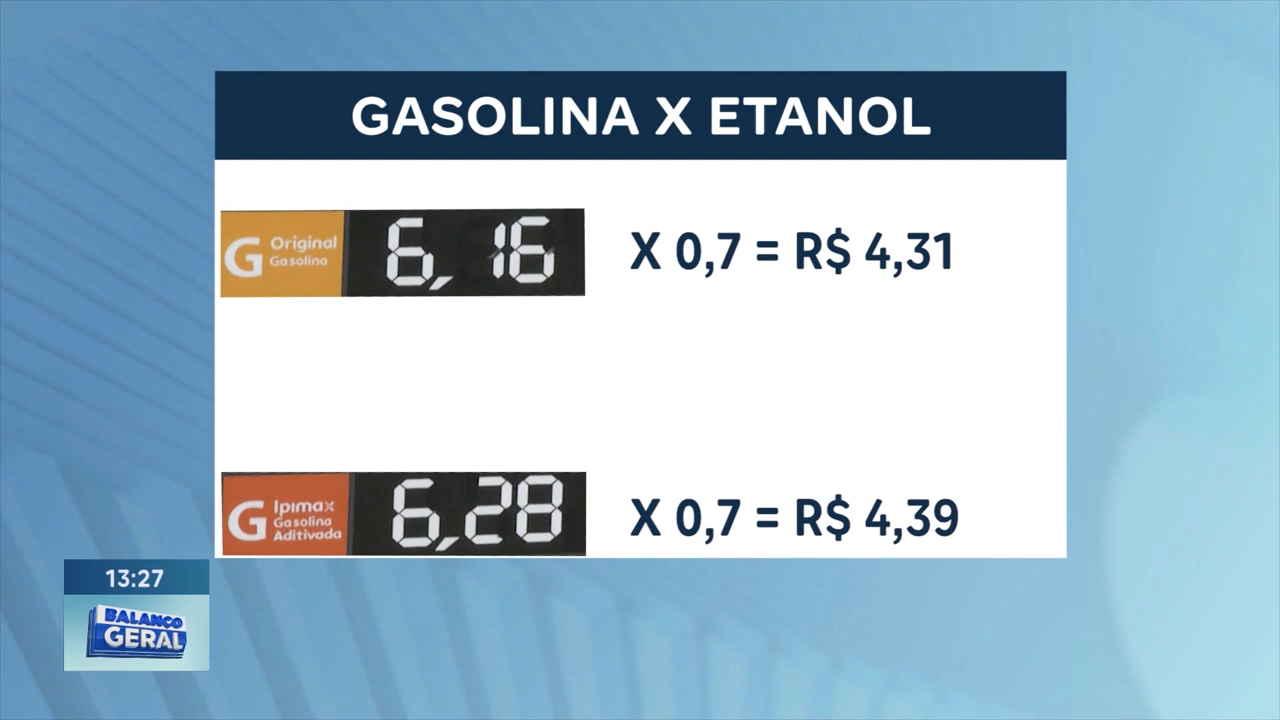 GASOLINA X ETANOL
G Original Gasolina 6,16 X 0,7 = R$ 4,31
G Ipimax Gasolina Aditivada 6,28 X 0,7 = R$ 4,39
13:27
BALANÇO
GERAL